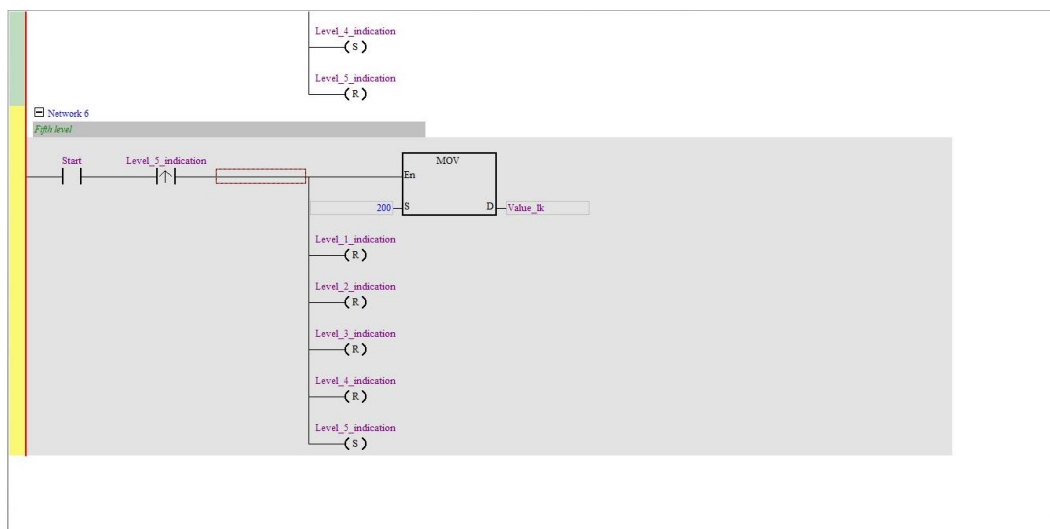 Level_4_indication
S
Level_5_indication
R
Network 6
Fifth level
Start Level_5_indication MOV
En
200 S D Value_lk
Level_1_indication
R
Level_2_indication
R
Level_3_indication
R
Level_4_indication
R
Level_5_indication
S